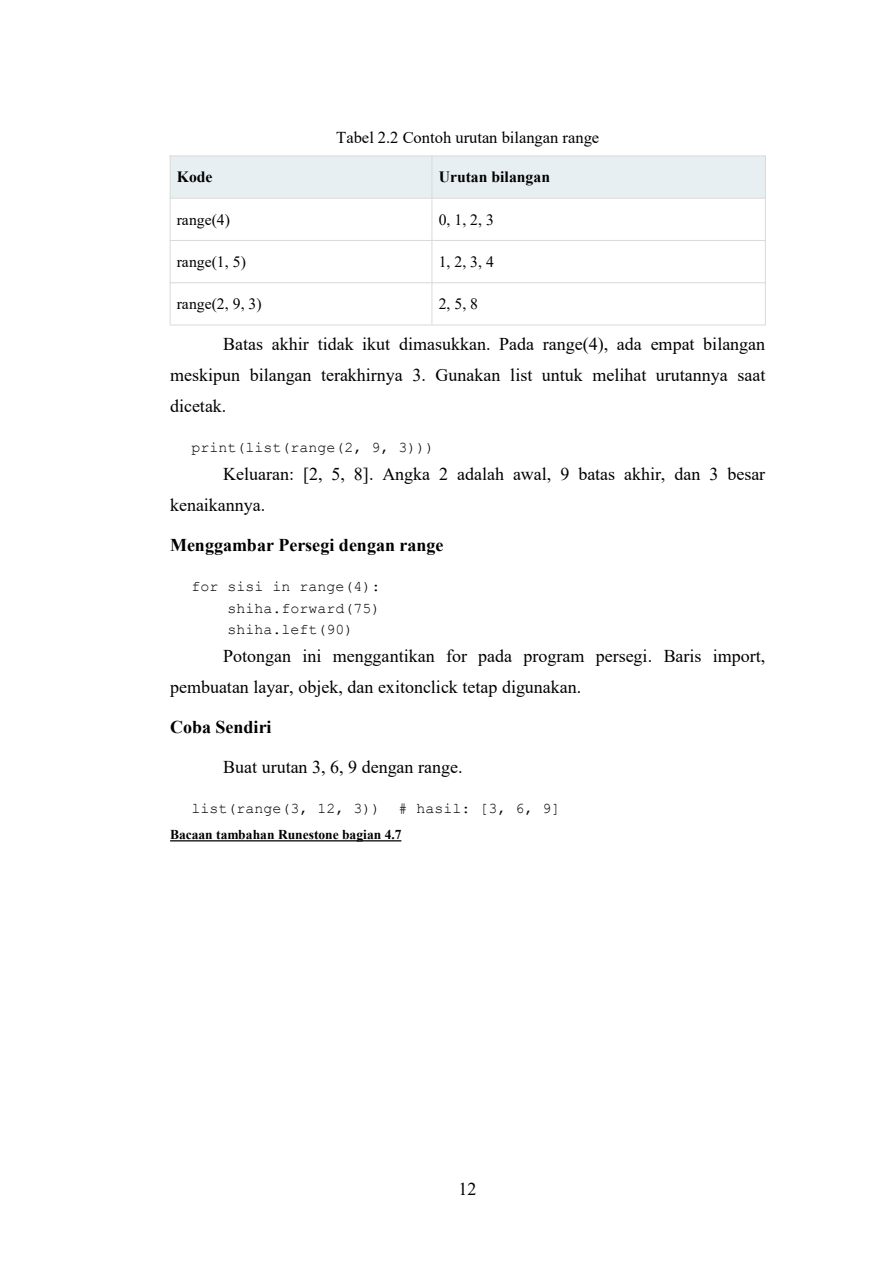 Tabel 2.2 Contoh urutan bilangan range
Kode Urutan bilangan
range(4) 0, 1, 2, 3
range(1, 5) 1, 2, 3, 4
range(2, 9, 3) 2, 5, 8
Batas akhir tidak ikut dimasukkan. Pada range(4), ada empat bilangan
meskipun bilangan terakhirnya 3. Gunakan list untuk melihat urutannya saat
dicetak.
print(list(range(2, 9, 3)))
Keluaran: [2, 5, 8]. Angka 2 adalah awal, 9 batas akhir, dan 3 besar
kenaikannya.
Menggambar Persegi dengan range
for sisi in range(4):
    shiha.forward(75)
    shiha.left(90)
Potongan ini menggantikan for pada program persegi. Baris import,
pembuatan layar, objek, dan exitonclick tetap digunakan.
Coba Sendiri
Buat urutan 3, 6, 9 dengan range.
list(range(3, 12, 3))  # hasil: [3, 6, 9]
Bacaan tambahan Runestone bagian 4.7
12